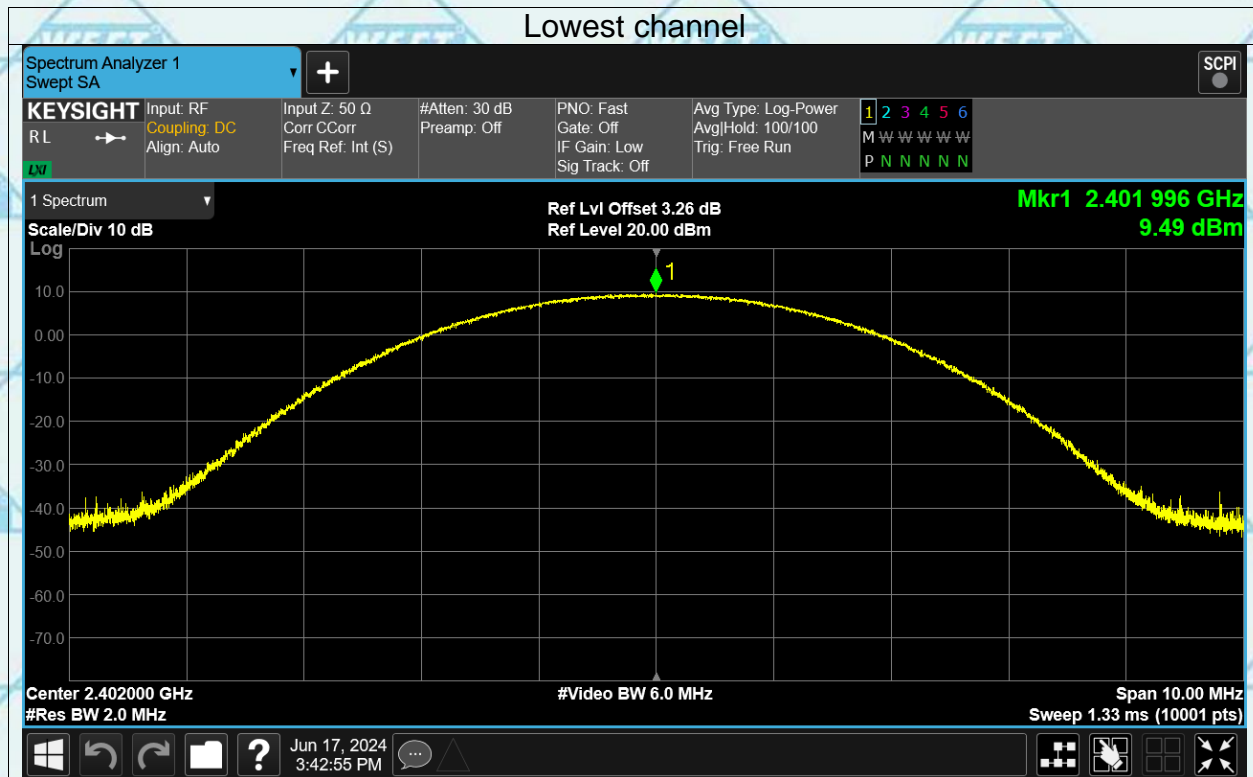 Lowest channel
Spectrum Analyzer 1
Swept SA
SCPI
KEYSIGHT
R L
LXI
Input: RF
Coupling: DC
Align: Auto
Input Z: 50 Ω
Corr CCorr
Freq Ref: Int (S)
#Atten: 30 dB
Preamp: Off
PNO: Fast
Gate: Off
IF Gain: Low
Sig Track: Off
Avg Type: Log-Power
Avg|Hold: 100/100
Trig: Free Run
1 2 3 4 5 6
M W W W W W
P N N N N N
1 Spectrum
Scale/Div 10 dB
Log
Ref Lvl Offset 3.26 dB
Ref Level 20.00 dBm
Mkr1 2.401 996 GHz
9.49 dBm
1
10.0
0.00
-10.0
-20.0
-30.0
-40.0
-50.0
-60.0
-70.0
Center 2.402000 GHz
#Res BW 2.0 MHz
#Video BW 6.0 MHz
Span 10.00 MHz
Sweep 1.33 ms (10001 pts)
?
Jun 17, 2024
3:42:55 PM